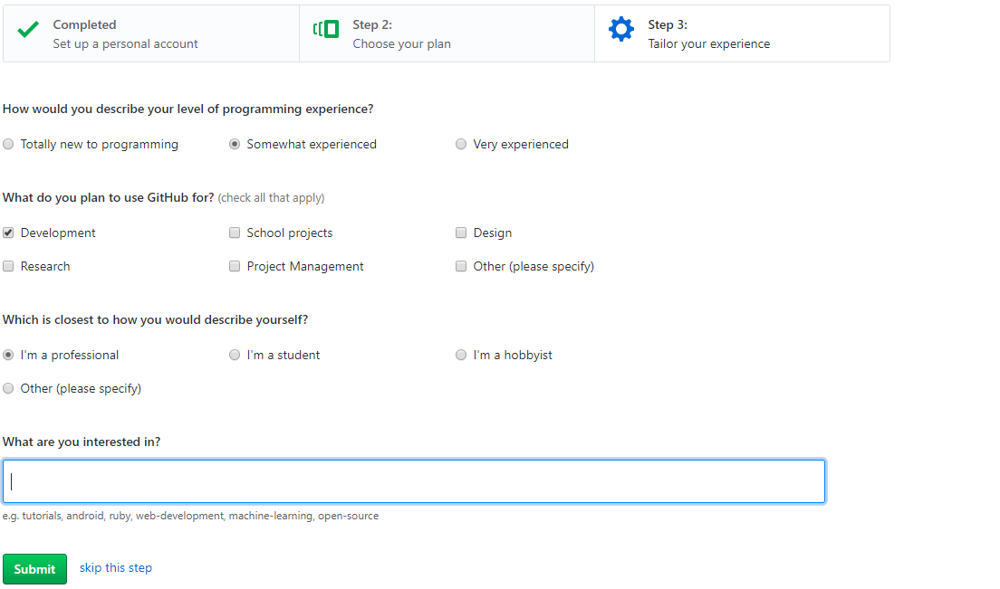 Completed
Set up a personal account
Step 2:
Choose your plan
Step 3:
Tailor your experience
How would you describe your level of programming experience?
Totally new to programming
Somewhat experienced
Very experienced
What do you plan to use GitHub for? (check all that apply)
Development
School projects
Design
Research
Project Management
Other (please specify)
Which is closest to how you would describe yourself?
I'm a professional
I'm a student
I'm a hobbyist
Other (please specify)
What are you interested in?
e.g. tutorials, android, ruby, web-development, machine-learning, open-source
Submit
skip this step